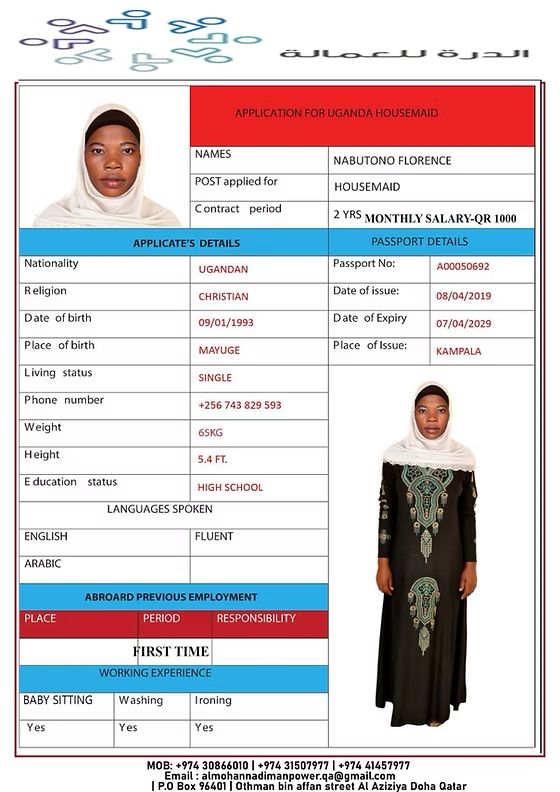 الدرة للعمالة
APPLICATION FOR UGANDA HOUSEMAID
NAMES NABUTONO FLORENCE
POST applied for HOUSEMAID
Contract period 2 YRS MONTHLY SALARY-QR 1000
APPLICATE'S DETAILS PASSPORT DETAILS
Nationality UGANDAN Passport No: A00050692
Religion CHRISTIAN Date of issue: 08/04/2019
Date of birth 09/01/1993 Date of Expiry 07/04/2029
Place of birth MAYUGE Place of Issue: KAMPALA
Living status SINGLE
Phone number +256 743 829 593
Weight 65KG
Height 5.4 FT.
Education status HIGH SCHOOL
LANGUAGES SPOKEN
ENGLISH FLUENT
ARABIC
ABROARD PREVIOUS EMPLOYMENT
PLACE PERIOD RESPONSIBILITY
FIRST TIME
WORKING EXPERIENCE
BABY SITTING Washing Ironing
Yes Yes Yes
MOB: +974 30866010 | +974 31507977 | +974 41457977
Email : almohannadimanpower.qa@gmail.com
| P.O Box 96401 | Othman bin affan street Al Aziziya Doha Qatar